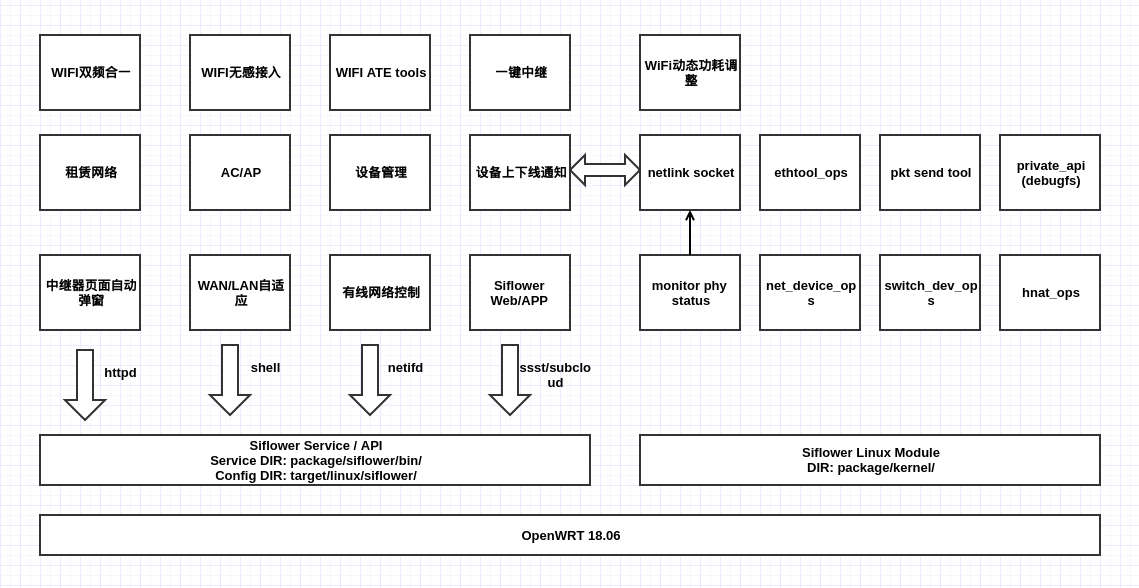 WIFI双频合一
WIFI无感接入
WIFI ATE tools
一键中继
WiFi动态功耗调
整
租赁网络
AC/AP
设备管理
设备上下线通知
netlink socket
ethtool_ops
pkt send tool
private_api
(debugfs)
中继器页面自动
弹窗
WAN/LAN自适
应
有线网络控制
Siflower
Web/APP
monitor phy
status
net_device_op
s
switch_dev_op
s
hnat_ops
httpd
shell
netifd
ssst/subclo
ud
Siflower Service / API
Service DIR: package/siflower/bin/
Config DIR: target/linux/siflower/
Siflower Linux Module
DIR: package/kernel/
OpenWRT 18.06